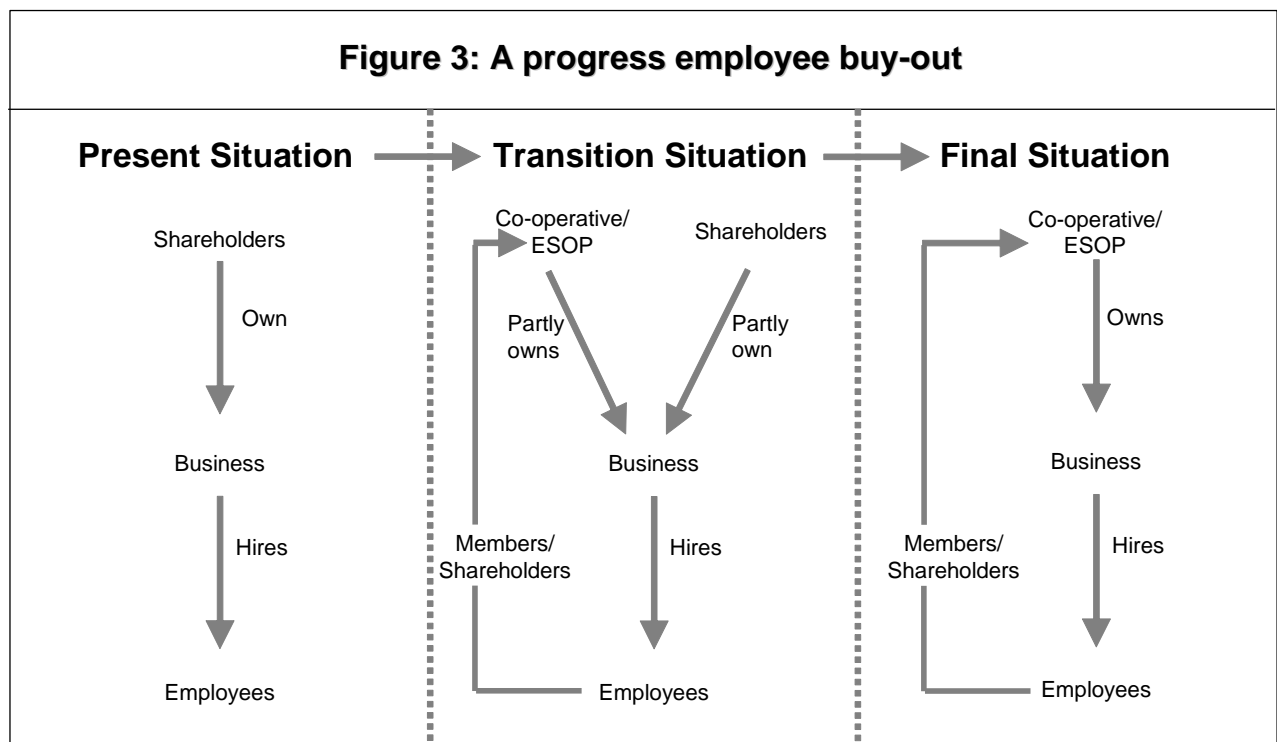 Figure 3: A progress employee buy-out
Present Situation
Transition Situation
Final Situation
Shareholders
Own
Business
Hires
Employees
Co-operative/
ESOP
Shareholders
Partly
owns
Partly
own
Business
Members/
Shareholders
Hires
Employees
Co-operative/
ESOP
Owns
Business
Members/
Shareholders
Hires
Employees